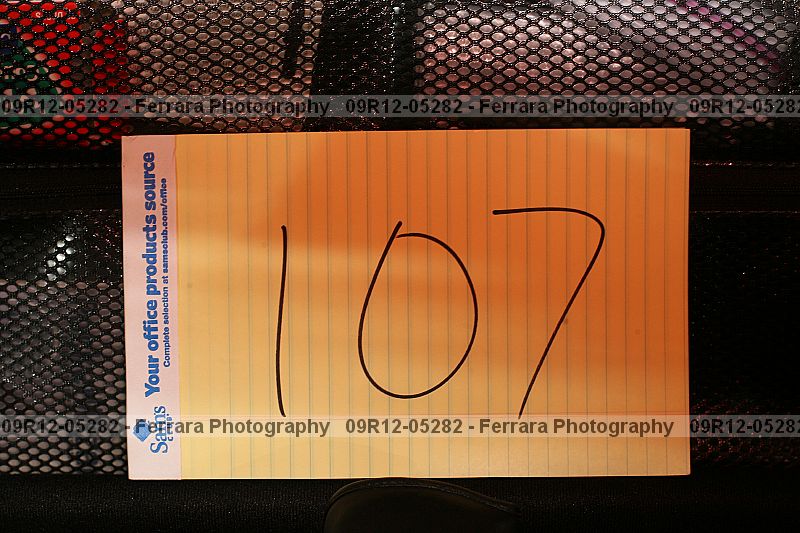 09R12-05282 - Ferrara Photography 09R12-05282 - Ferrara Photography 09R12-05282
Your office products source
Complete selection at samsclub.com/office
Sam's
CLUB
107
09R12-05282 - Ferrara Photography 09R12-05282 - Ferrara Photography 09R12-05282